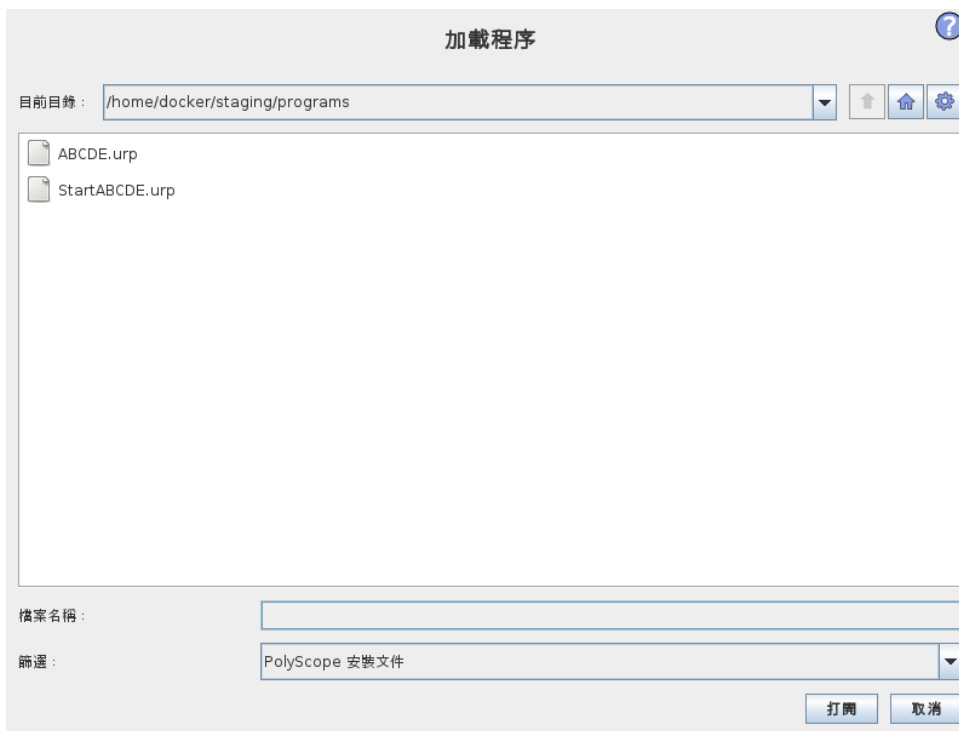 加載程序
?
目前目錄：
/home/docker/staging/programs
ABCDE.urp
StartABCDE.urp
檔案名稱：
篩選：
PolyScope 安裝文件
打開
取消